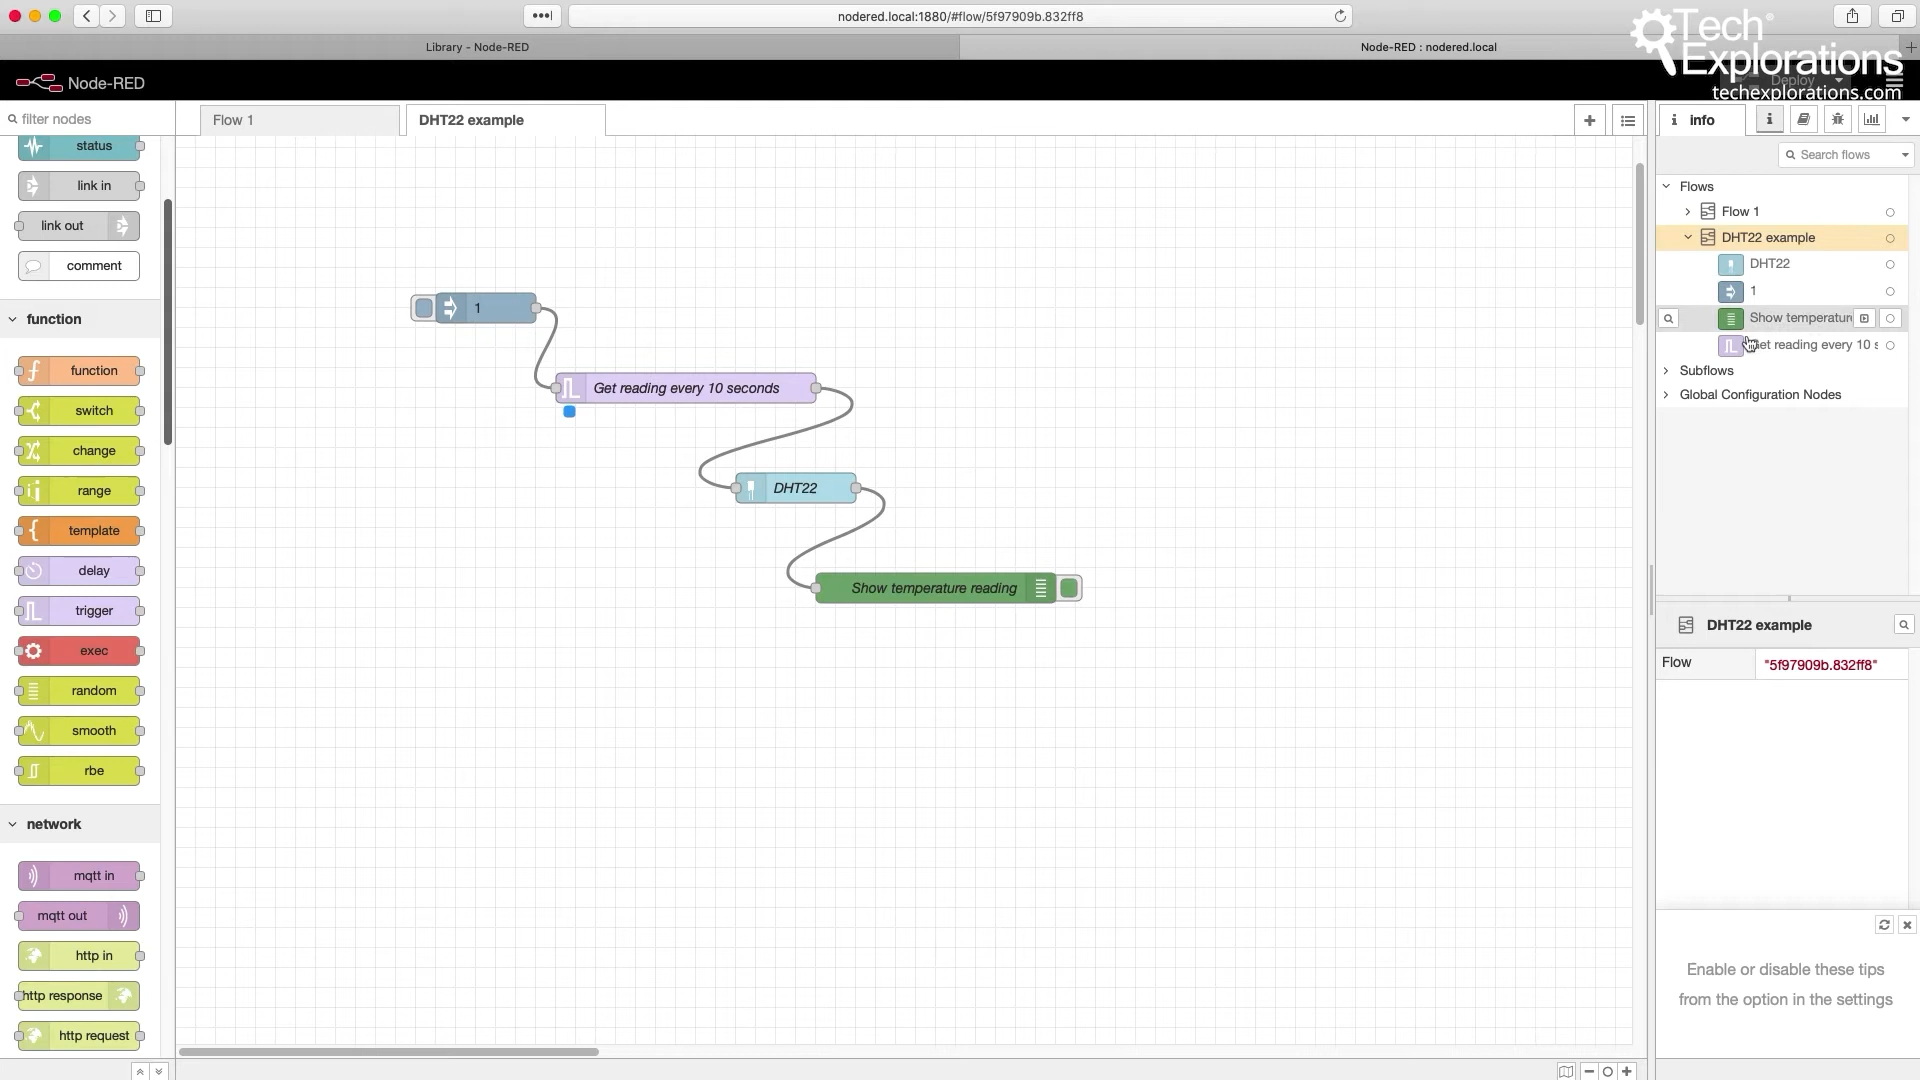 nodered.local:1880/#flow/5f97909b.832ff8
Tech
Explorations
techexplorations.com
Library - Node-RED
Node-RED : nodered.local
Node-RED
Deploy
filter nodes
Flow 1
DHT22 example
info
Search flows
status
link in
link out
comment
function
function
switch
change
range
template
delay
trigger
exec
random
smooth
rbe
network
mqtt in
mqtt out
http in
http response
http request
1
Get reading every 10 seconds
DHT22
Show temperature reading
Flows
Flow 1
DHT22 example
DHT22
1
Show temperatur
et reading every 10 s
Subflows
Global Configuration Nodes
DHT22 example
Flow
"5f97909b.832ff8"
Enable or disable these tips
from the option in the settings